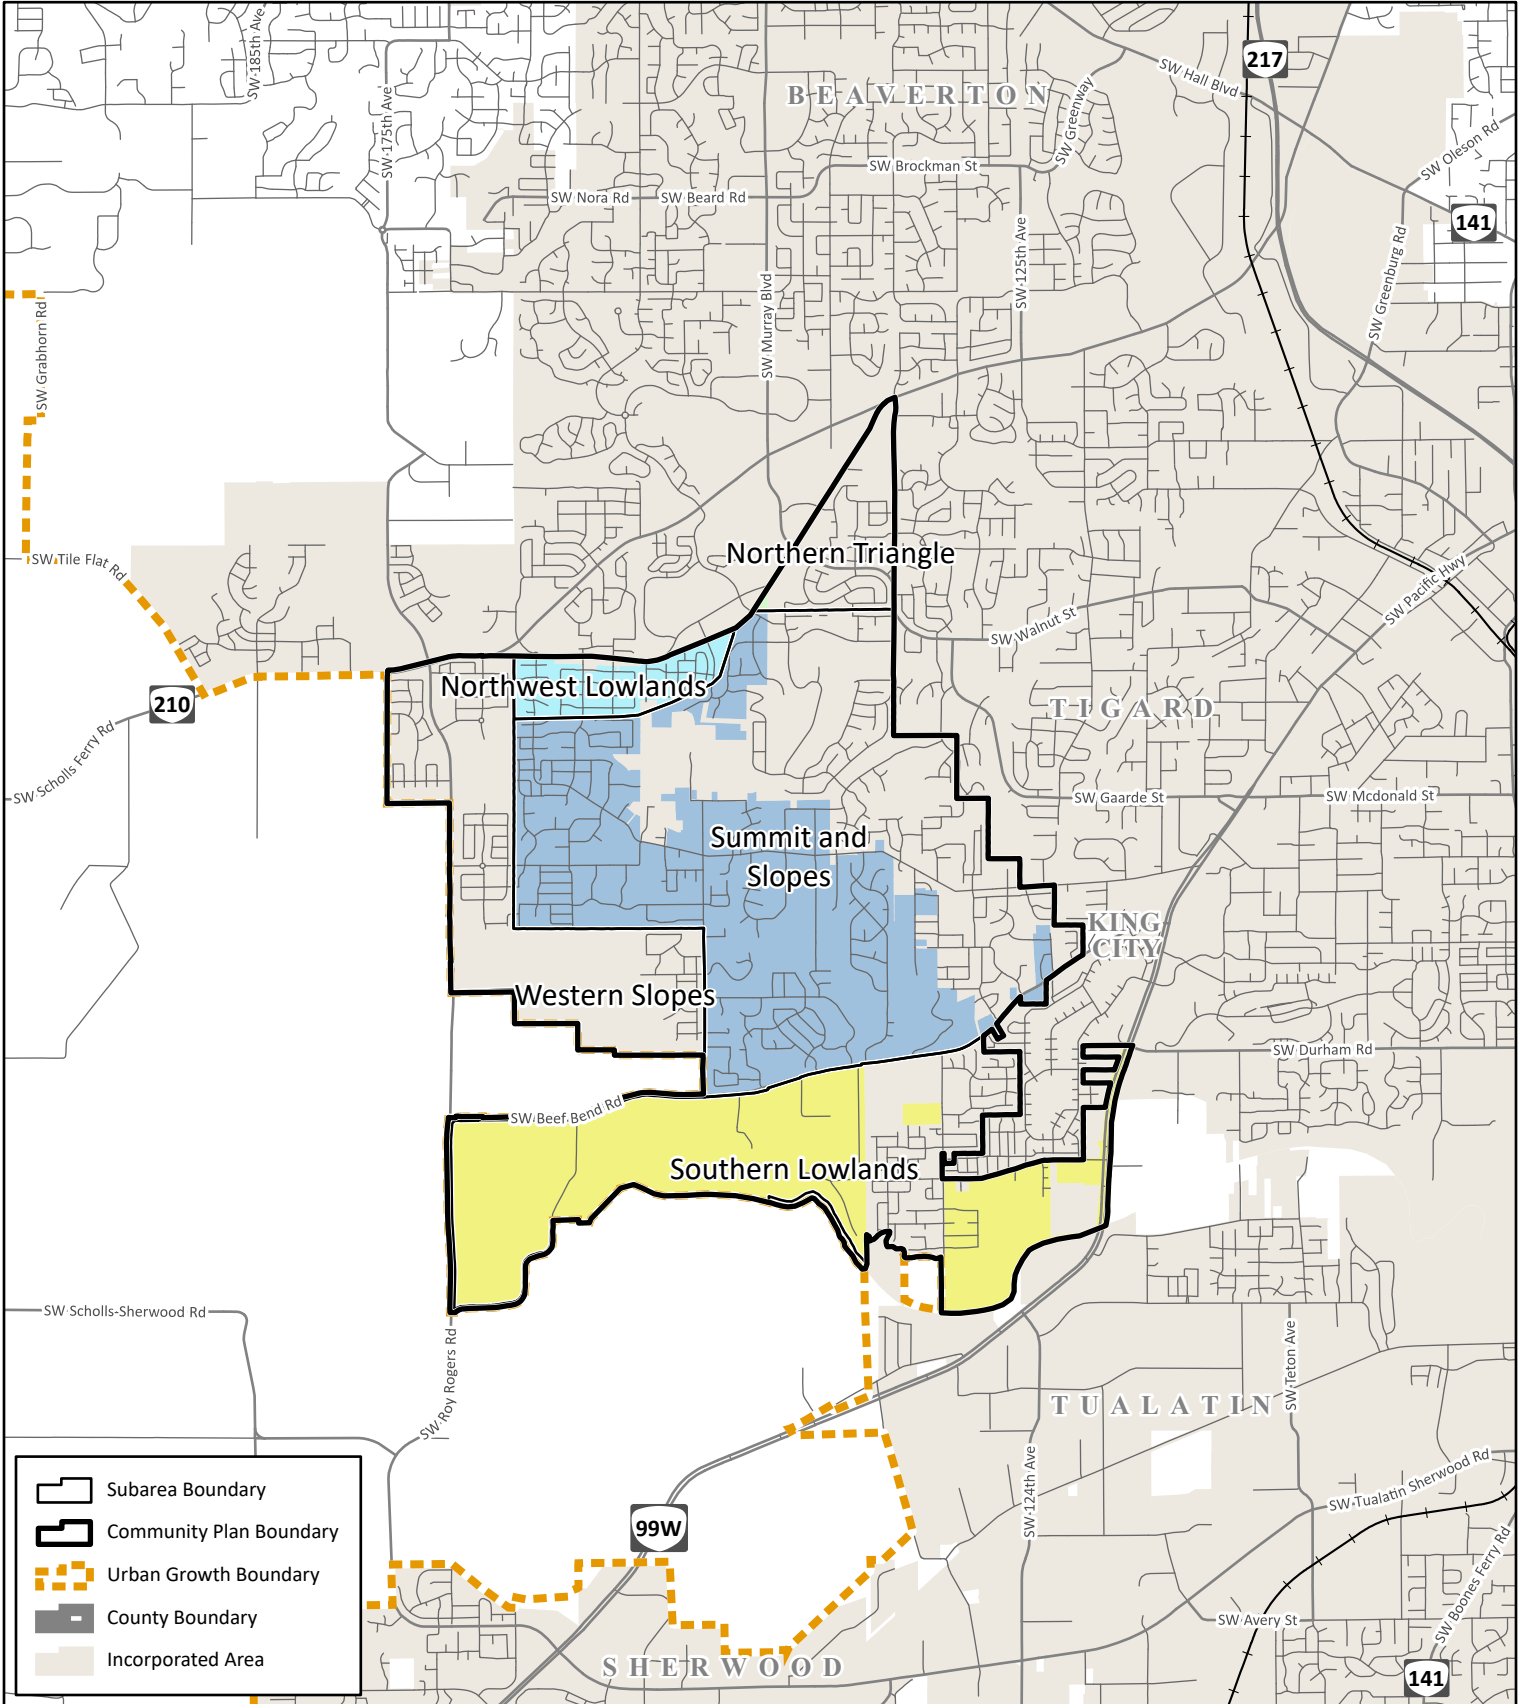 SW 185th Ave
SW 175th Ave
BEAVERTON
SW Greenway
SW Hall Blvd
217
SW Oleson Rd
SW Brockman St
SW Nora Rd
SW Beard Rd
141
SW 125th Ave
SW Greenburg Rd
SW Murray Blvd
SW Grabhorn Rd
Northern Triangle
SW Tile Flat Rd
SW Pacific Hwy
SW Walnut St
Northwest Lowlands
210
TIGARD
SW Scholls Ferry Rd
SW Gaarde St
SW Mcdonald St
Summit and
Slopes
KING
CITY
Western Slopes
SW Durham Rd
SW Beef Bend Rd
Southern Lowlands
SW Scholls-Sherwood Rd
SW Roy Rogers Rd
SW Teton Ave
TUALATIN
SW 124th Ave
SW Tualatin Sherwood Rd
99W
SW Boones Ferry Rd
SW Avery St
SHERWOOD
141
Subarea Boundary
Community Plan Boundary
Urban Growth Boundary
County Boundary
Incorporated Area